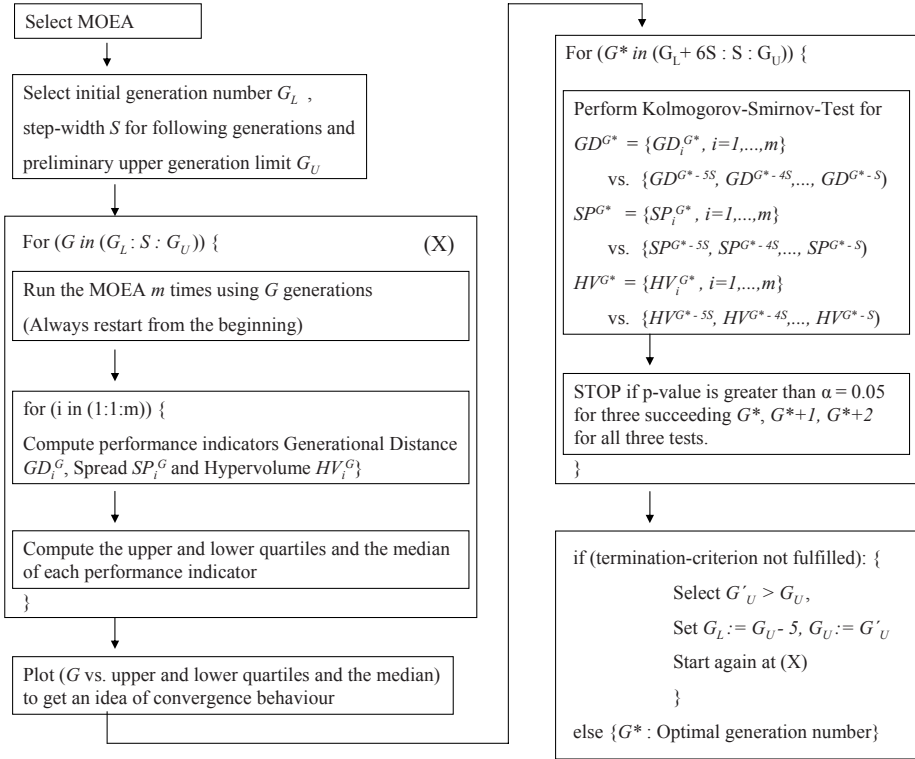 Select MOEA
Select initial generation number G_L ,
step-width S for following generations and
preliminary upper generation limit G_U
For (G in (G_L : S : G_U)) { (X)
Run the MOEA m times using G generations
(Always restart from the beginning)
for (i in (1:1:m)) {
Compute performance indicators Generational Distance
GD_i^G, Spread SP_i^G and Hypervolume HV_i^G}
Compute the upper and lower quartiles and the median
of each performance indicator
}
Plot (G vs. upper and lower quartiles and the median)
to get an idea of convergence behaviour
For (G* in (G_L+ 6S : S : G_U)) {
Perform Kolmogorov-Smirnov-Test for
GD^G* = {GD_i^G*, i=1,...,m}
vs. {GD^G*-5S, GD^G*-4S,..., GD^G*-S)
SP^G* = {SP_i^G*, i=1,...,m}
vs. {SP^G*-5S, SP^G*-4S,..., SP^G*-S)
HV^G* = {HV_i^G*, i=1,...,m}
vs. {HV^G*-5S, HV^G*-4S,..., HV^G*-S)
STOP if p-value is greater than α = 0.05
for three succeeding G*, G*+1, G*+2
for all three tests.
}
if (termination-criterion not fulfilled): {
Select G´_U > G_U,
Set G_L := G_U - 5, G_U := G´_U
Start again at (X)
}
else {G* : Optimal generation number}